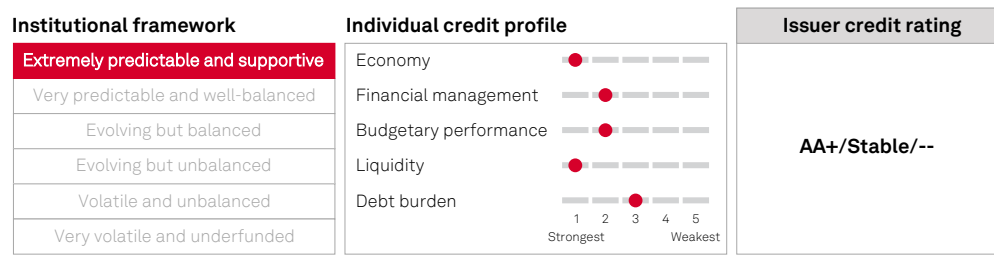 Institutional framework
Extremely predictable and supportive
Very predictable and well-balanced
Evolving but balanced
Evolving but unbalanced
Volatile and unbalanced
Very volatile and underfunded
Individual credit profile
Economy
Financial management
Budgetary performance
Liquidity
Debt burden
1 2 3 4 5
Strongest Weakest
Issuer credit rating
AA+/Stable/--